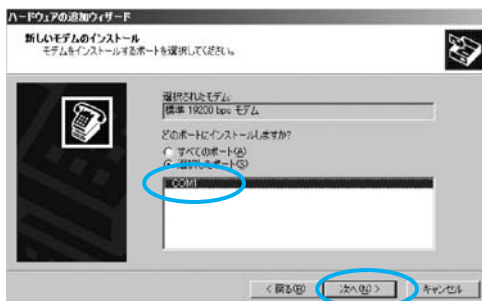 ハードウェアの追加ウィザード
新しいモデムのインストール
モデムをインストールするポートを選択してください。
選択されたモデム:
標準 19200 bps モデム
どのポートにインストールしますか?
すべてのポート(A)
選択したポート(S)
COM1
< 戻る(B)
次へ(N) >
キャンセル